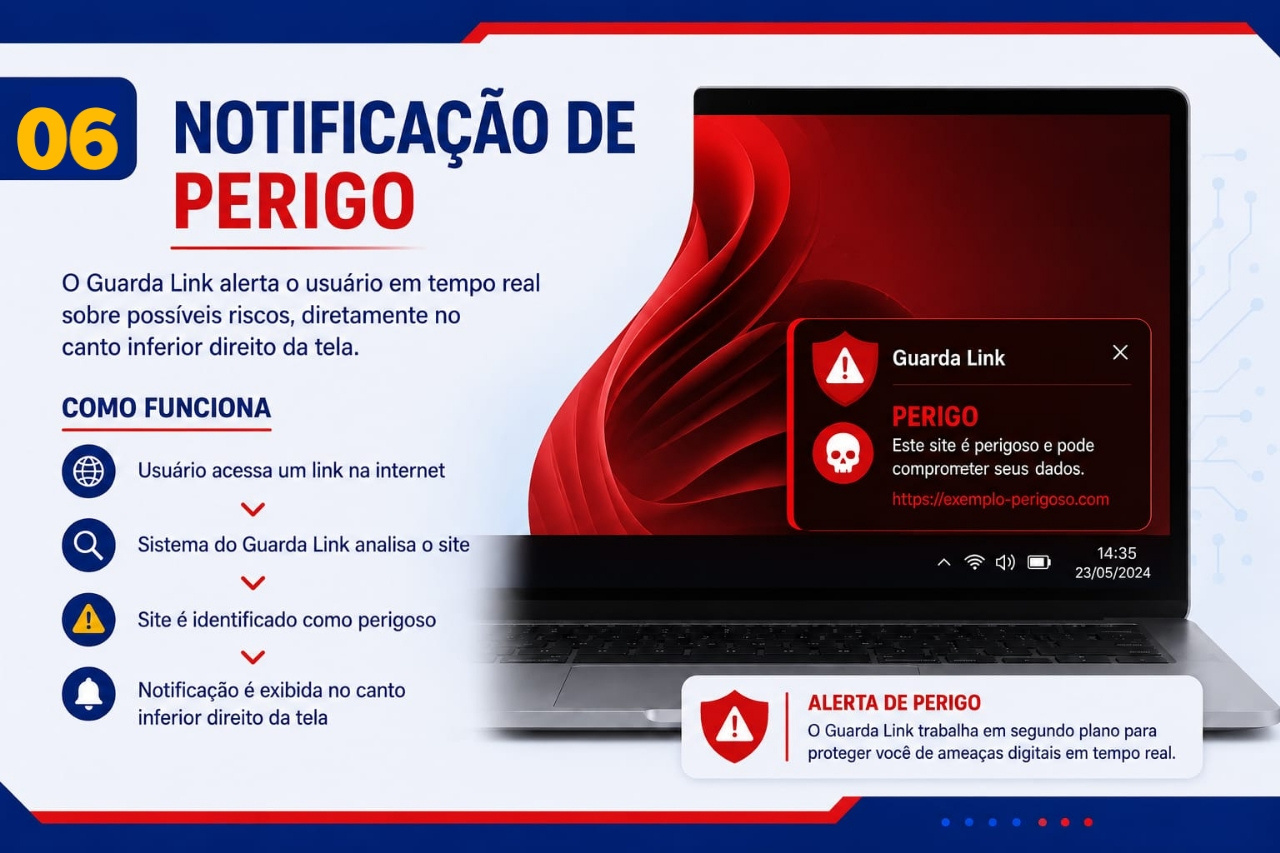 06
NOTIFICAÇÃO DE
PERIGO
O Guarda Link alerta o usuário em tempo real
sobre possíveis riscos, diretamente no
canto inferior direito da tela.
COMO FUNCIONA
Usuário acessa um link na internet
Sistema do Guarda Link analisa o site
Site é identificado como perigoso
Notificação é exibida no canto
inferior direito da tela
Guarda Link
PERIGO
Este site é perigoso e pode
comprometer seus dados.
https://exemplo-perigoso.com
14:35
23/05/2024
ALERTA DE PERIGO
O Guarda Link trabalha em segundo plano para
proteger você de ameaças digitais em tempo real.